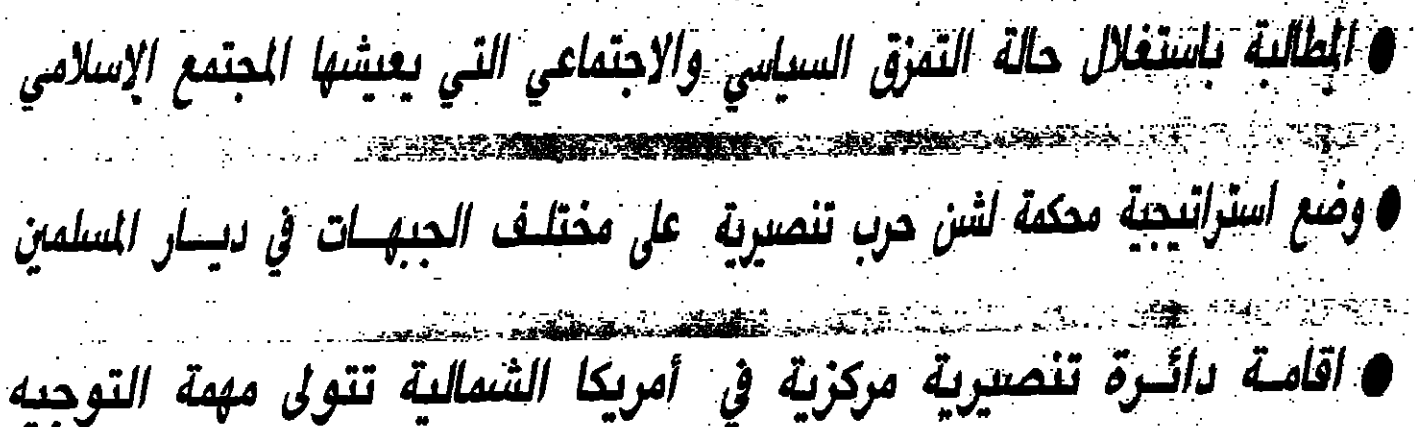 ● المطالبة باستغلال حالة التمزق السياسي والاجتماعي التي يعيشها المجتمع الإسلامي
● وضع استراتيجية محكمة لشن حرب تنصيرية على مختلف الجبهات في ديار المسلمين
● اقامة دائرة تنصيرية مركزية في أمريكا الشمالية تتولى مهمة التوجيه